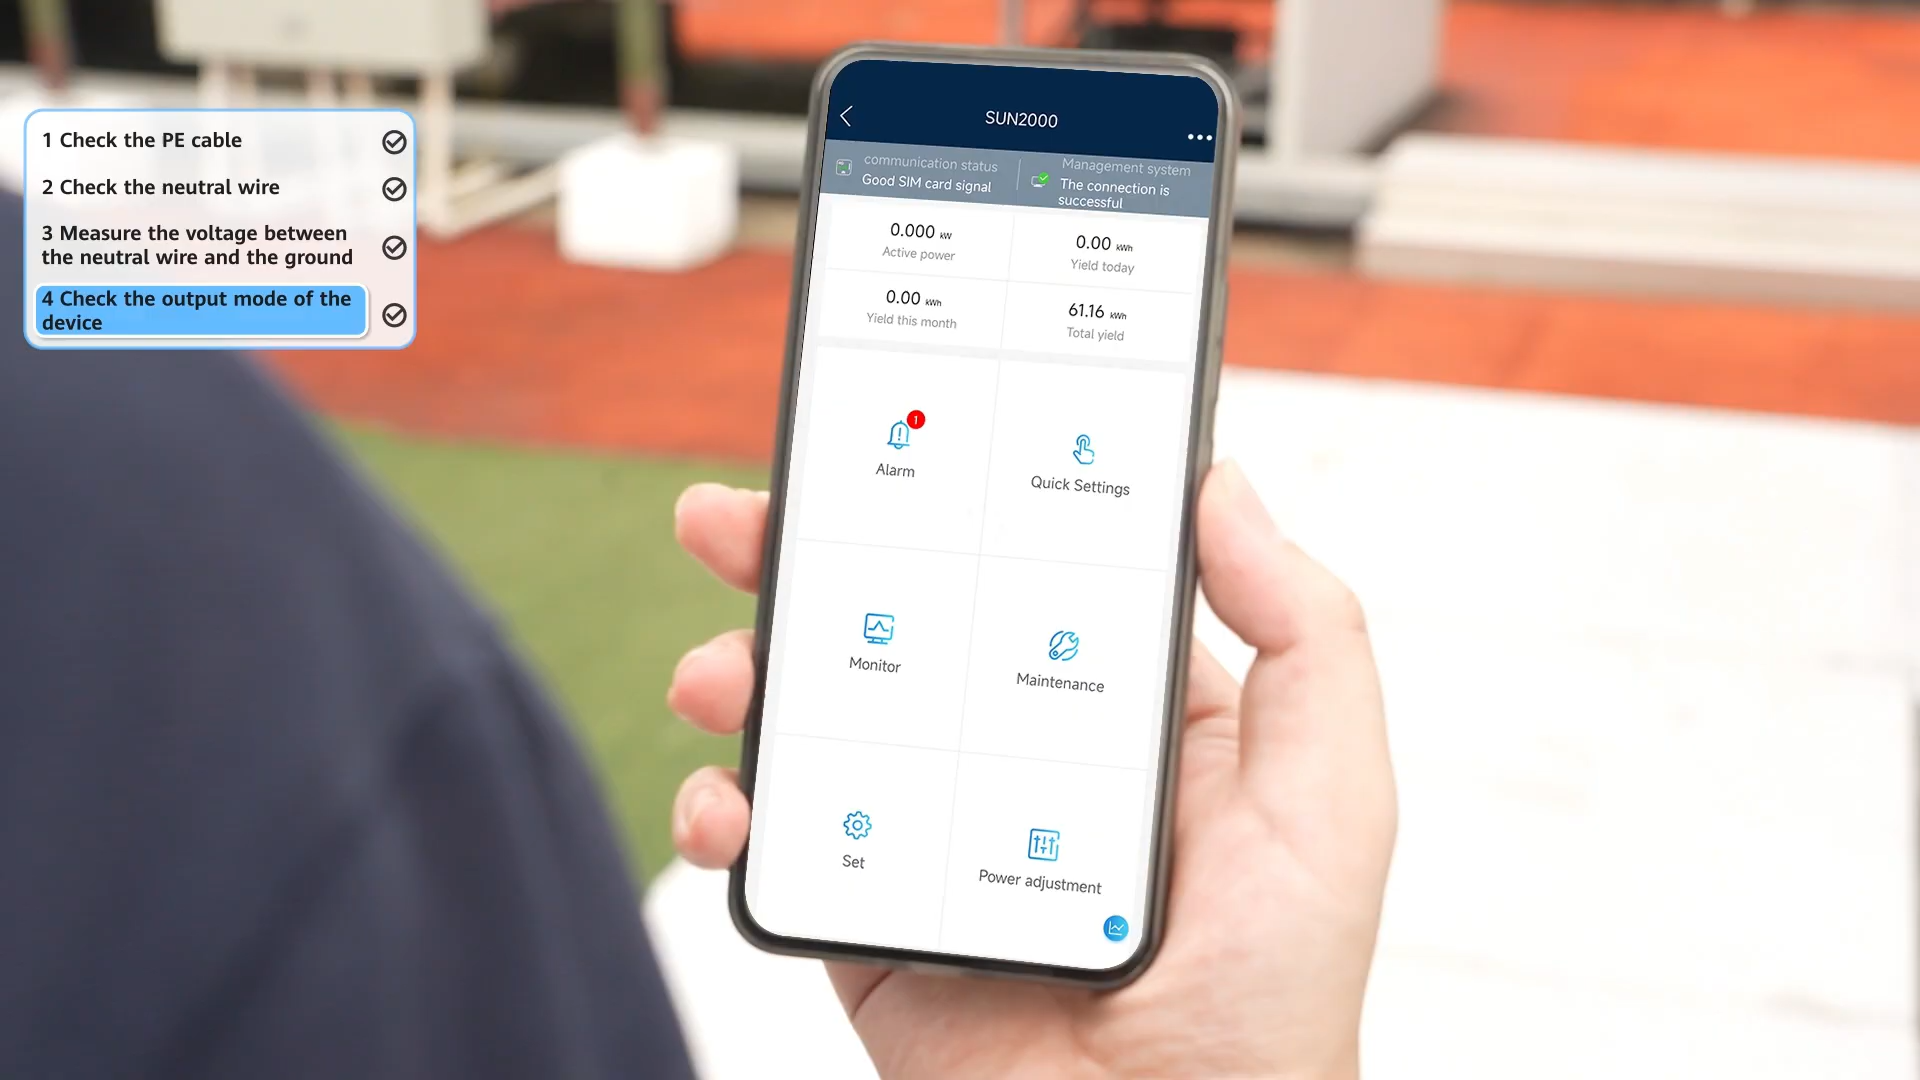 1 Check the PE cable
2 Check the neutral wire
3 Measure the voltage between
the neutral wire and the ground
4 Check the output mode of the
device
SUN2000
communication status
Good SIM card signal
Management system
The connection is
successful
0.000 kW
Active power
0.00 kWh
Yield today
0.00 kWh
Yield this month
61.16 kWh
Total yield
1
Alarm
Quick Settings
Monitor
Maintenance
Set
Power adjustment